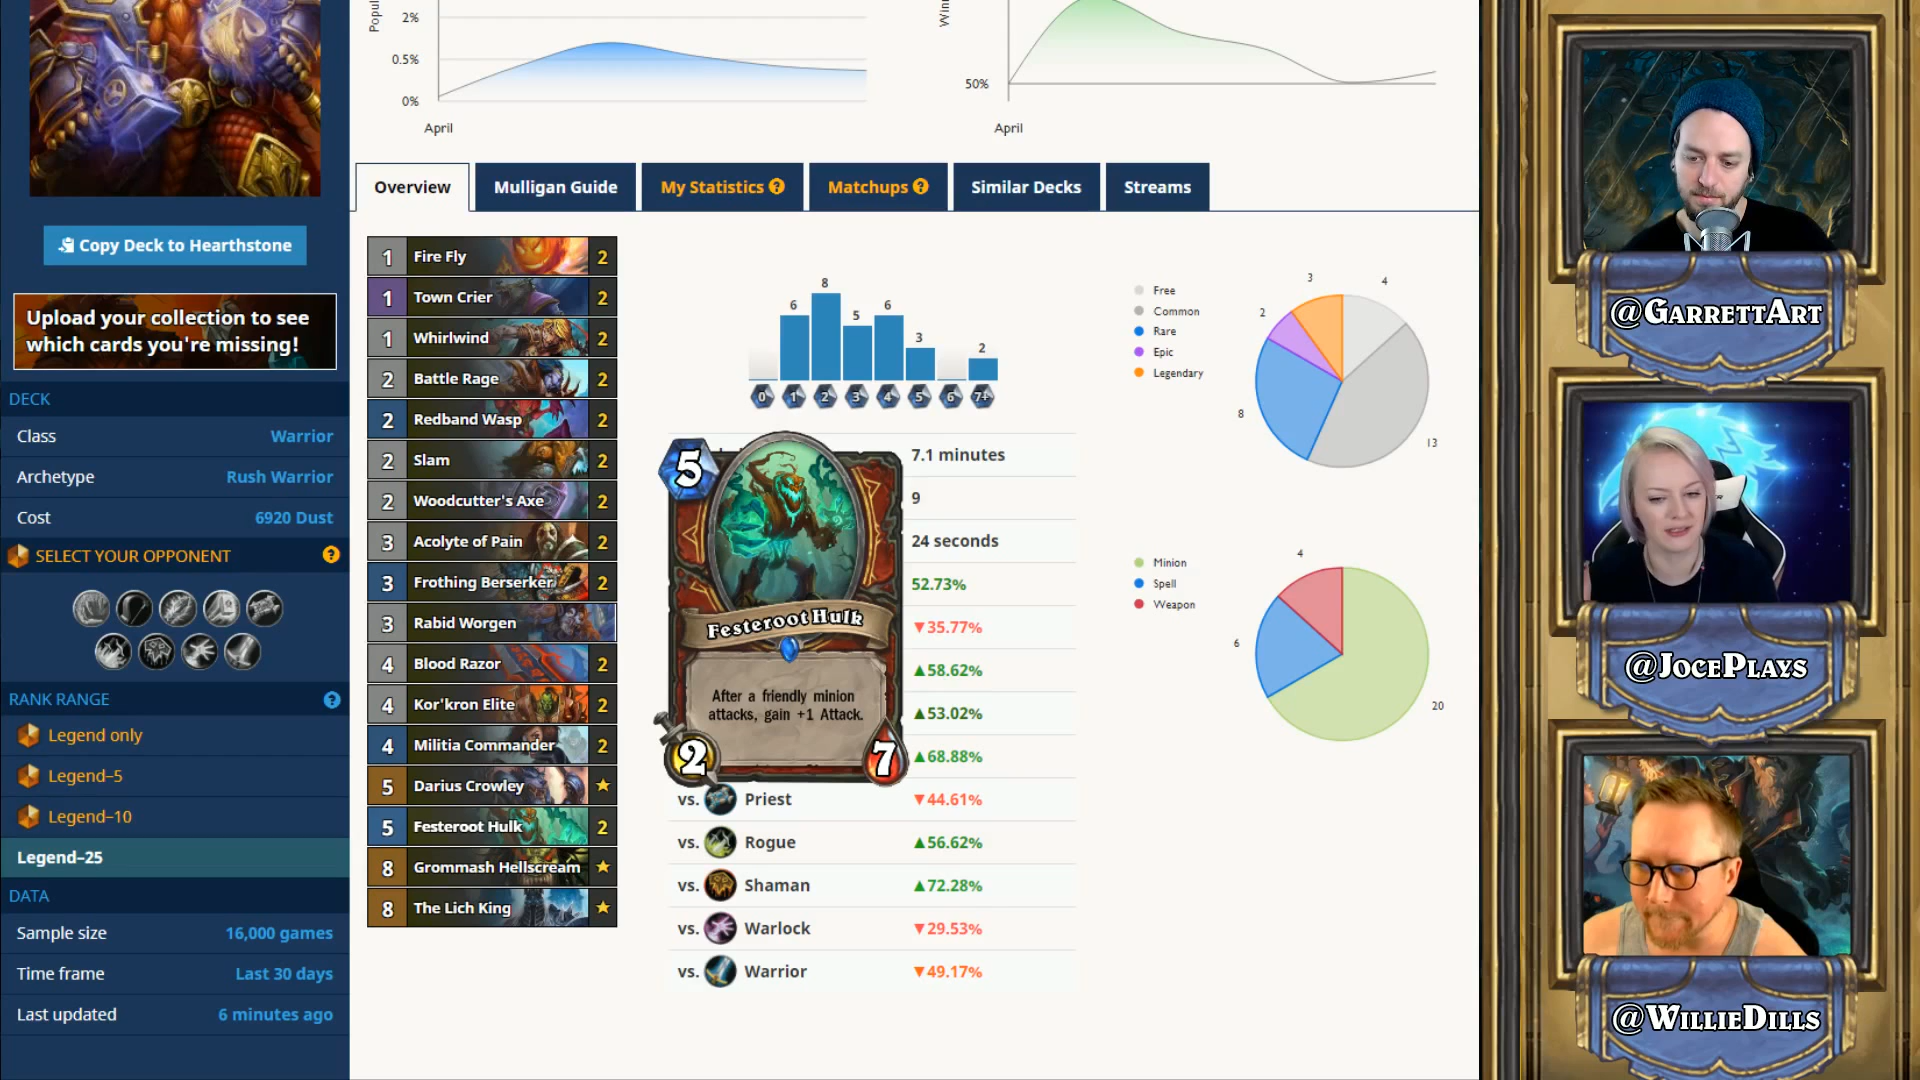 Popul
2%
0.5%
0%
April
Winr
50%
April
Overview
Mulligan Guide
My Statistics ?
Matchups ?
Similar Decks
Streams
Copy Deck to Hearthstone
Upload your collection to see
which cards you're missing!
DECK
Class Warrior
Archetype Rush Warrior
Cost 6920 Dust
SELECT YOUR OPPONENT ?
RANK RANGE ?
Legend only
Legend–5
Legend–10
Legend–25
DATA
Sample size 16,000 games
Time frame Last 30 days
Last updated 6 minutes ago
1 Fire Fly 2
1 Town Crier 2
1 Whirlwind 2
2 Battle Rage 2
2 Redband Wasp 2
2 Slam 2
2 Woodcutter's Axe 2
3 Acolyte of Pain 2
3 Frothing Berserker 2
3 Rabid Worgen
4 Blood Razor 2
4 Kor'kron Elite 2
4 Militia Commander 2
5 Darius Crowley ★
5 Festeroot Hulk 2
8 Grommash Hellscream ★
8 The Lich King ★
6 8 5 6 3 2
0 1 2 3 4 5 6 7+
5
Festeroot Hulk
After a friendly minion
attacks, gain +1 Attack.
2 7
7.1 minutes
9
24 seconds
52.73%
▼35.77%
▲58.62%
▲53.02%
▲68.88%
vs. Priest ▼44.61%
vs. Rogue ▲56.62%
vs. Shaman ▲72.28%
vs. Warlock ▼29.53%
vs. Warrior ▼49.17%
Free
Common
Rare
Epic
Legendary
3
4
2
8
13
Minion
Spell
Weapon
4
6
20
@GarrettArt
@JocePlays
@WillieDills